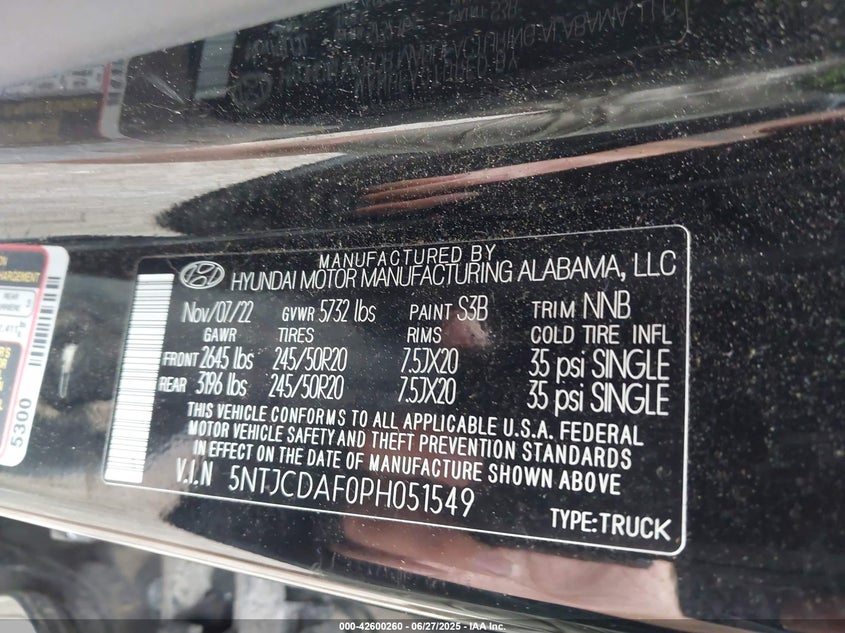 MANUFACTURED BY
HYUNDAI MOTOR MANUFACTURING ALABAMA, LLC
Nov/07/22 GVWR 5732 lbs PAINT S3B TRIM NNB
GAWR TIRES RIMS COLD TIRE INFL
FRONT 2645 lbs 245/50R20 7.5JX20 35 psi SINGLE
REAR 3196 lbs 245/50R20 7.5JX20 35 psi SINGLE
THIS VEHICLE CONFORMS TO ALL APPLICABLE U.S.A. FEDERAL
MOTOR VEHICLE SAFETY AND THEFT PREVENTION STANDARDS
IN EFFECT ON THE DATE OF MANUFACTURE SHOWN ABOVE
V.I.N 5NTJCDAF0PH051549
TYPE:TRUCK
5300
000-42600260 - 06/27/2025 - IAA Inc.